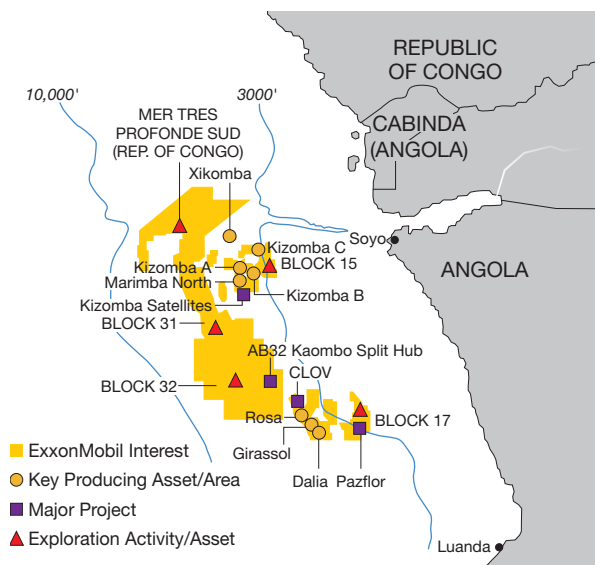 REPUBLIC
OF CONGO
10,000'
3000'
MER TRES
PROFONDE SUD
(REP. OF CONGO)
CABINDA
(ANGOLA)
Xikomba
Soyo
Kizomba C
Kizomba A
BLOCK 15
ANGOLA
Marimba North
Kizomba B
Kizomba Satellites
BLOCK 31
AB32 Kaombo Split Hub
CLOV
BLOCK 32
Rosa
BLOCK 17
Girassol
Dalia
Pazflor
ExxonMobil Interest
Key Producing Asset/Area
Major Project
Exploration Activity/Asset
Luanda